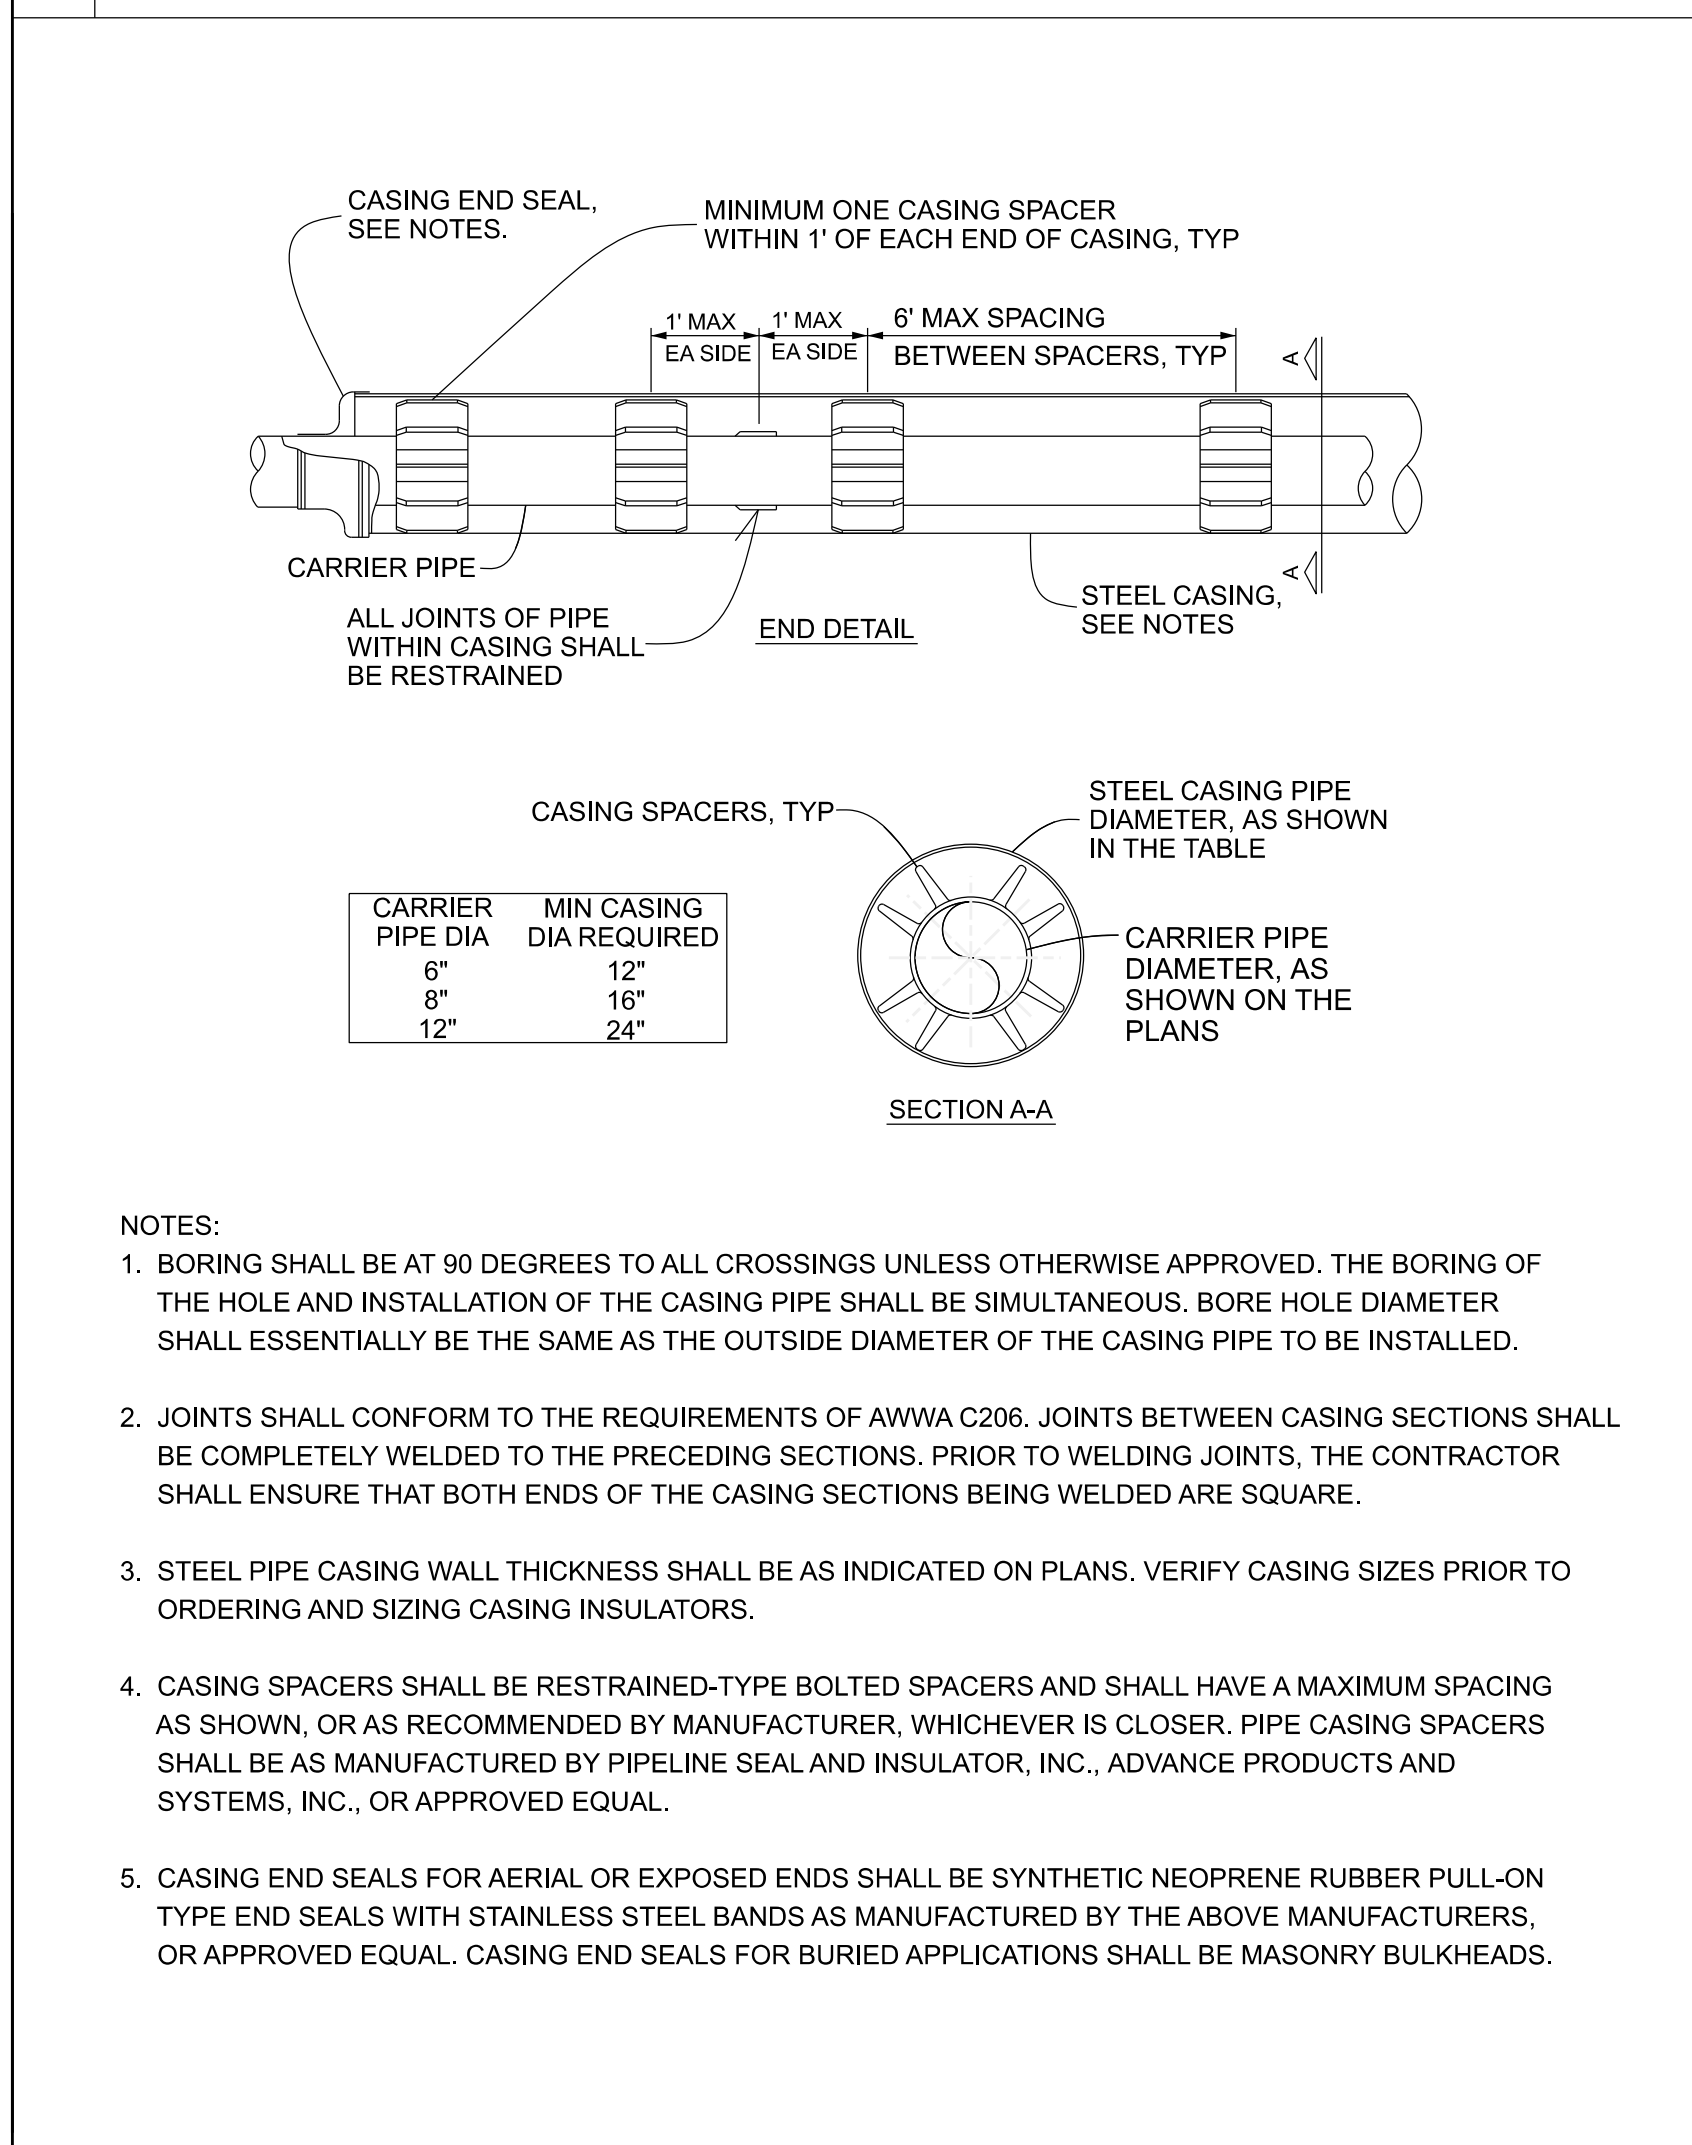 CASING END SEAL,
SEE NOTES.
MINIMUM ONE CASING SPACER
WITHIN 1' OF EACH END OF CASING, TYP
1' MAX
EA SIDE
1' MAX
EA SIDE
6' MAX SPACING
BETWEEN SPACERS, TYP
A
A
CARRIER PIPE
ALL JOINTS OF PIPE
WITHIN CASING SHALL
BE RESTRAINED
END DETAIL
STEEL CASING,
SEE NOTES
CASING SPACERS, TYP
STEEL CASING PIPE
DIAMETER, AS SHOWN
IN THE TABLE
CARRIER MIN CASING
PIPE DIA DIA REQUIRED
6" 12"
8" 16"
12" 24"
CARRIER PIPE
DIAMETER, AS
SHOWN ON THE
PLANS
SECTION A-A
NOTES:
1. BORING SHALL BE AT 90 DEGREES TO ALL CROSSINGS UNLESS OTHERWISE APPROVED. THE BORING OF
THE HOLE AND INSTALLATION OF THE CASING PIPE SHALL BE SIMULTANEOUS. BORE HOLE DIAMETER
SHALL ESSENTIALLY BE THE SAME AS THE OUTSIDE DIAMETER OF THE CASING PIPE TO BE INSTALLED.
2. JOINTS SHALL CONFORM TO THE REQUIREMENTS OF AWWA C206. JOINTS BETWEEN CASING SECTIONS SHALL
BE COMPLETELY WELDED TO THE PRECEDING SECTIONS. PRIOR TO WELDING JOINTS, THE CONTRACTOR
SHALL ENSURE THAT BOTH ENDS OF THE CASING SECTIONS BEING WELDED ARE SQUARE.
3. STEEL PIPE CASING WALL THICKNESS SHALL BE AS INDICATED ON PLANS. VERIFY CASING SIZES PRIOR TO
ORDERING AND SIZING CASING INSULATORS.
4. CASING SPACERS SHALL BE RESTRAINED-TYPE BOLTED SPACERS AND SHALL HAVE A MAXIMUM SPACING
AS SHOWN, OR AS RECOMMENDED BY MANUFACTURER, WHICHEVER IS CLOSER. PIPE CASING SPACERS
SHALL BE AS MANUFACTURED BY PIPELINE SEAL AND INSULATOR, INC., ADVANCE PRODUCTS AND
SYSTEMS, INC., OR APPROVED EQUAL.
5. CASING END SEALS FOR AERIAL OR EXPOSED ENDS SHALL BE SYNTHETIC NEOPRENE RUBBER PULL-ON
TYPE END SEALS WITH STAINLESS STEEL BANDS AS MANUFACTURED BY THE ABOVE MANUFACTURERS,
OR APPROVED EQUAL. CASING END SEALS FOR BURIED APPLICATIONS SHALL BE MASONRY BULKHEADS.